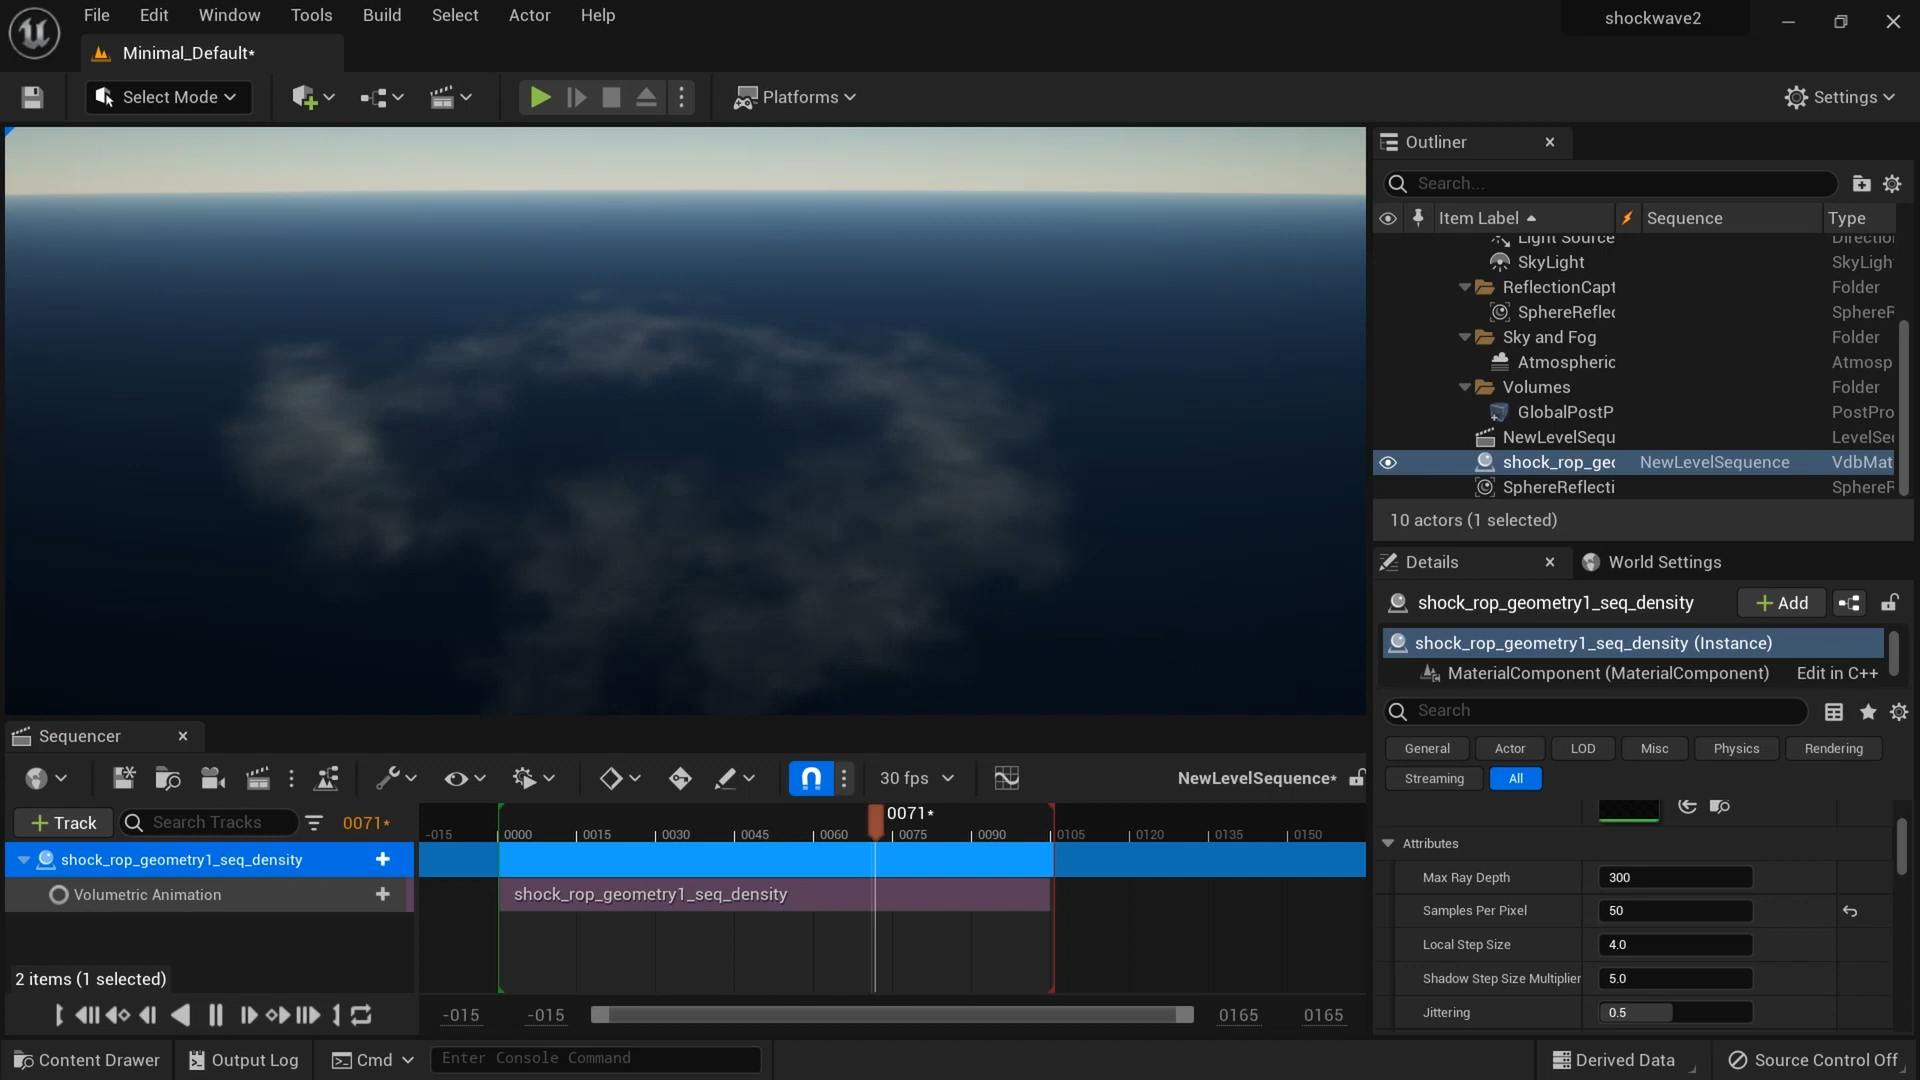 File Edit Window Tools Build Select Actor Help
shockwave2
Minimal_Default*
Select Mode
Platforms
Settings
Outliner
Search...
Item Label Sequence Type
Light Source Directio
SkyLight SkyLigh
ReflectionCapt Folder
SphereReflec SphereR
Sky and Fog Folder
Atmospheric Atmosp
Volumes Folder
GlobalPostP PostPro
NewLevelSequ LevelSe
shock_rop_geo NewLevelSequence VdbMat
SphereReflecti SphereR
10 actors (1 selected)
Details World Settings
shock_rop_geometry1_seq_density Add
shock_rop_geometry1_seq_density (Instance)
MaterialComponent (MaterialComponent) Edit in C++
Search
General Actor LOD Misc Physics Rendering
Streaming All
Attributes
Max Ray Depth 300
Samples Per Pixel 50
Local Step Size 4.0
Shadow Step Size Multiplier 5.0
Jittering 0.5
Sequencer
30 fps
NewLevelSequence*
+ Track
Search Tracks
0071*
0071*
-015 0000 0015 0030 0045 0060 0075 0090 0105 0120 0135 0150
shock_rop_geometry1_seq_density
Volumetric Animation
shock_rop_geometry1_seq_density
2 items (1 selected)
-015 -015 0165 0165
Content Drawer
Output Log
Cmd
Enter Console Command
Derived Data
Source Control Off